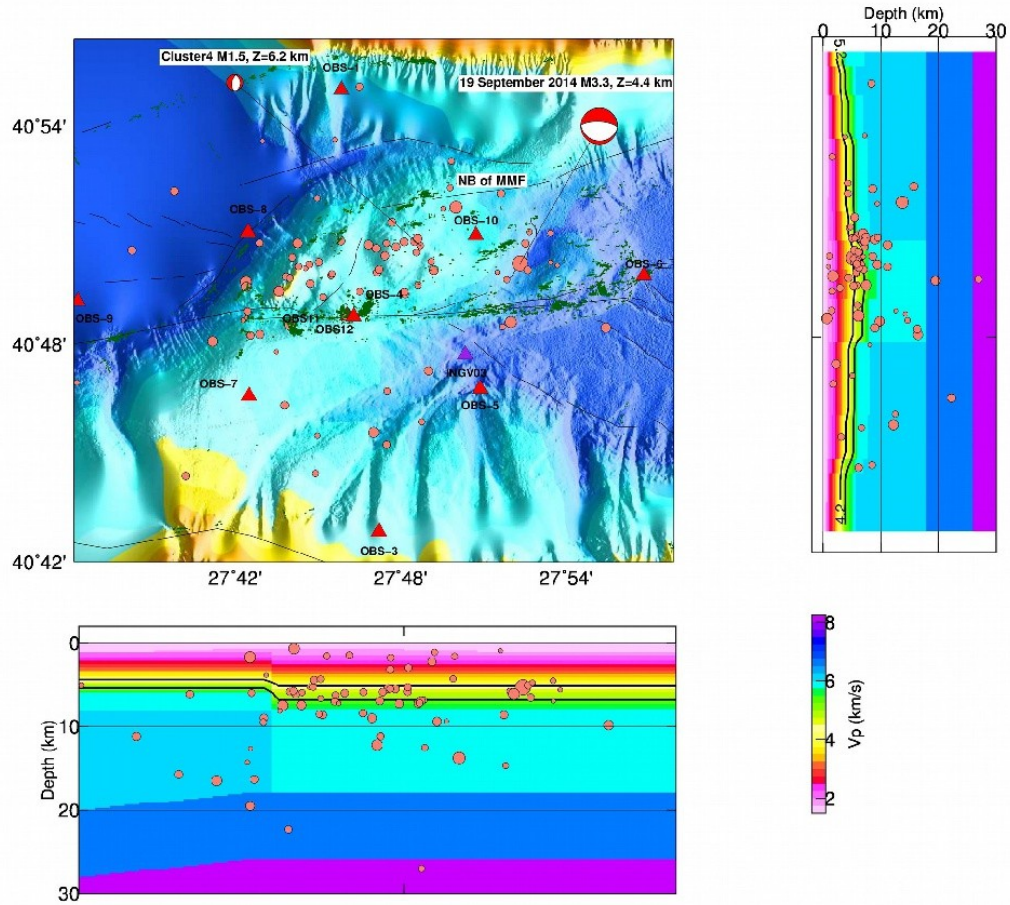 Depth (km)
0 10 20 30
Cluster4 M1.5, Z=6.2 km
OBS-1
19 September 2014 M3.3, Z=4.4 km
5.2
40°54'
NB of MMF
OBS-8
OBS-10
OBS-6
OBS-4
OBS-9
OBS11
OBS12
40°48'
INGV03
OBS-7
OBS-5
4.2
OBS-3
40°42'
27°42' 27°48' 27°54'
0
10
20
30
Depth (km)
8
6
4
2
Vp (km/s)